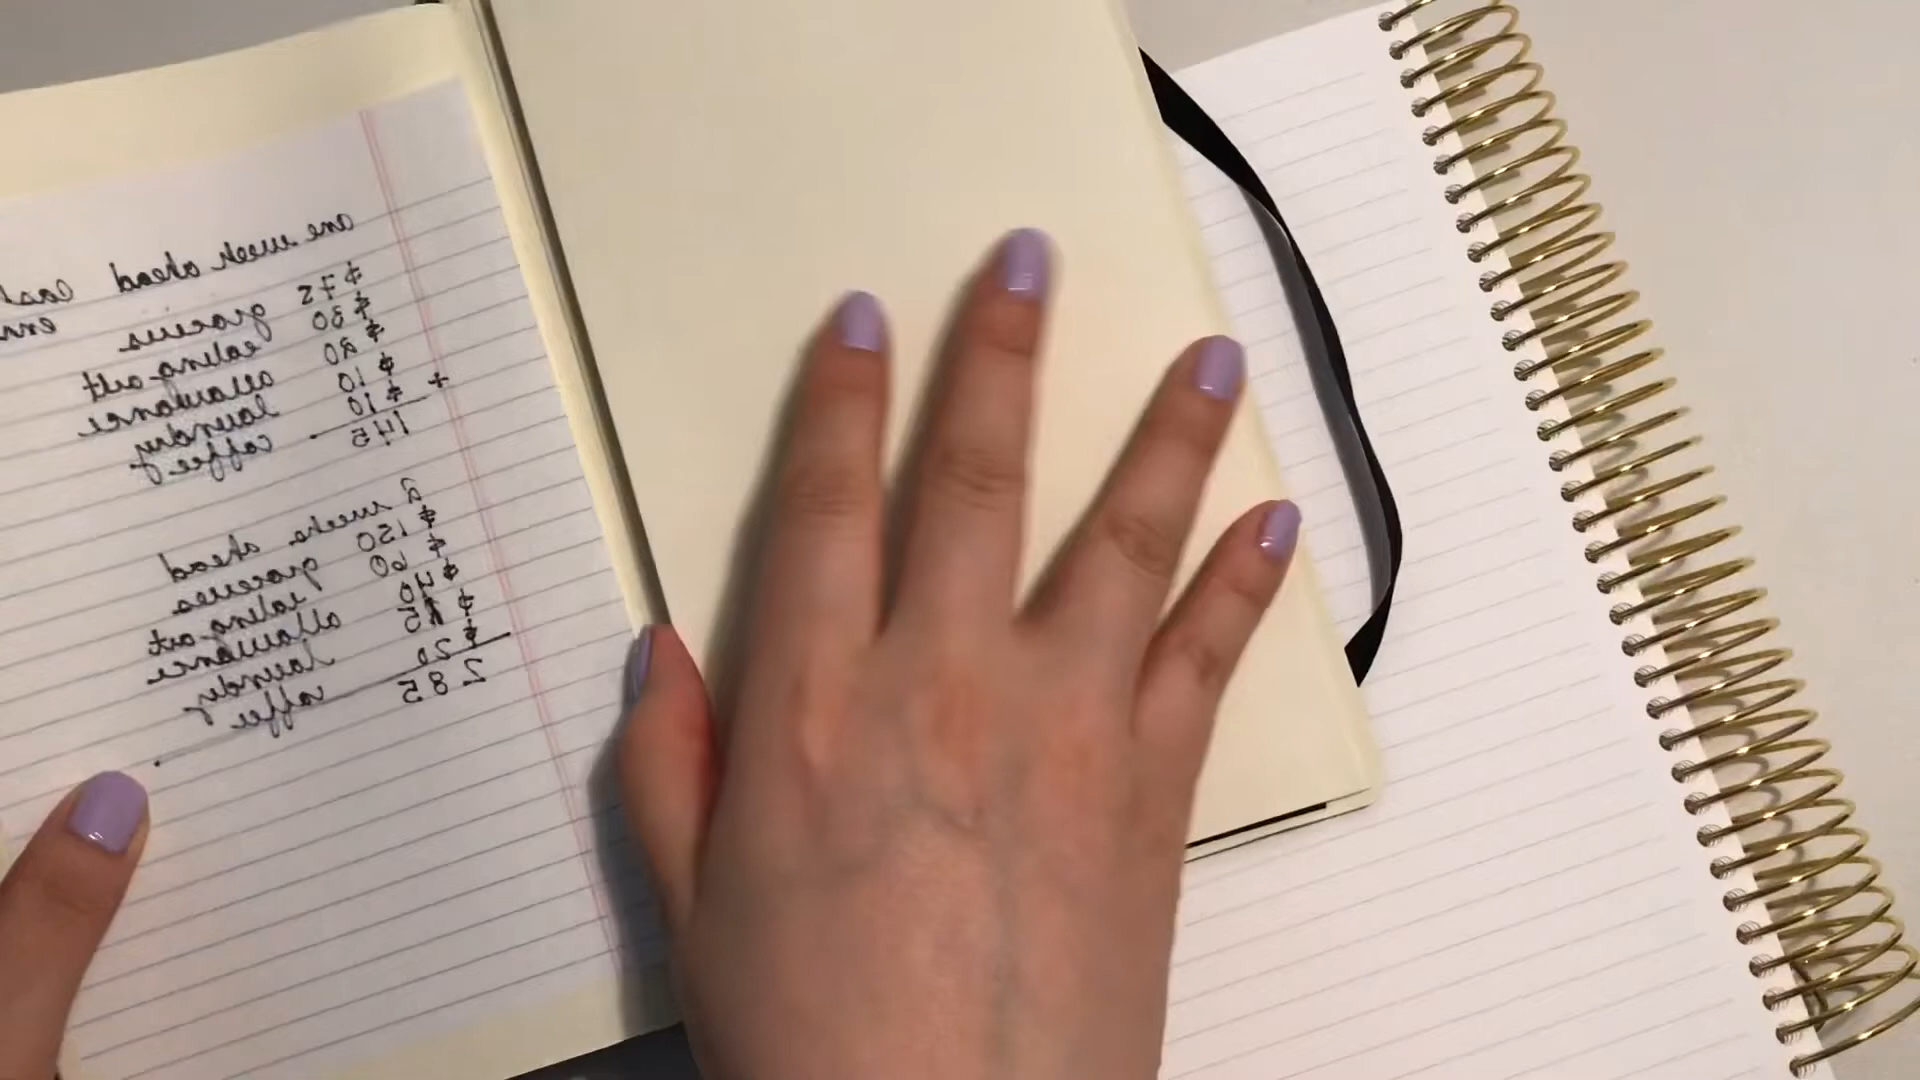 one week ahead cash
$ 75 groceries
$ 30 eating out
$ 20 allowance
$ 10 laundry
+ $ 10 coffee
145
2 weeks ahead
$ 150 groceries
$ 60 eating out
$ 40 allowance
$ 15 laundry
$ 20 coffee
285